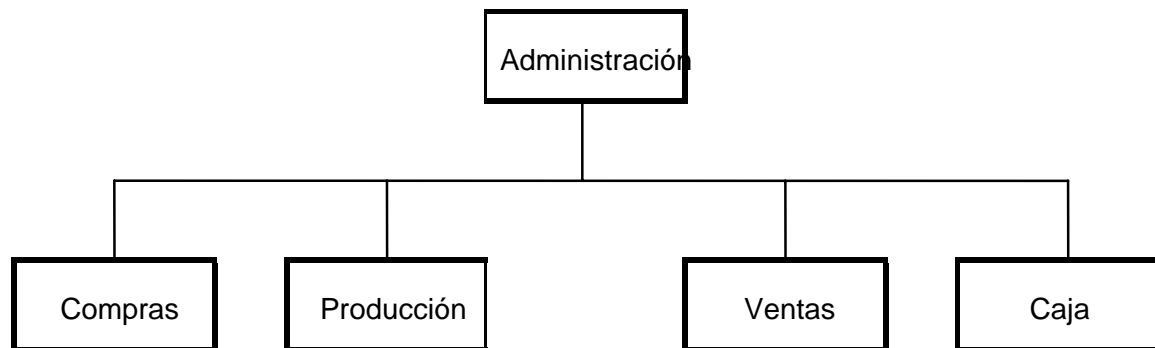 Administración
Compras
Producción
Ventas
Caja